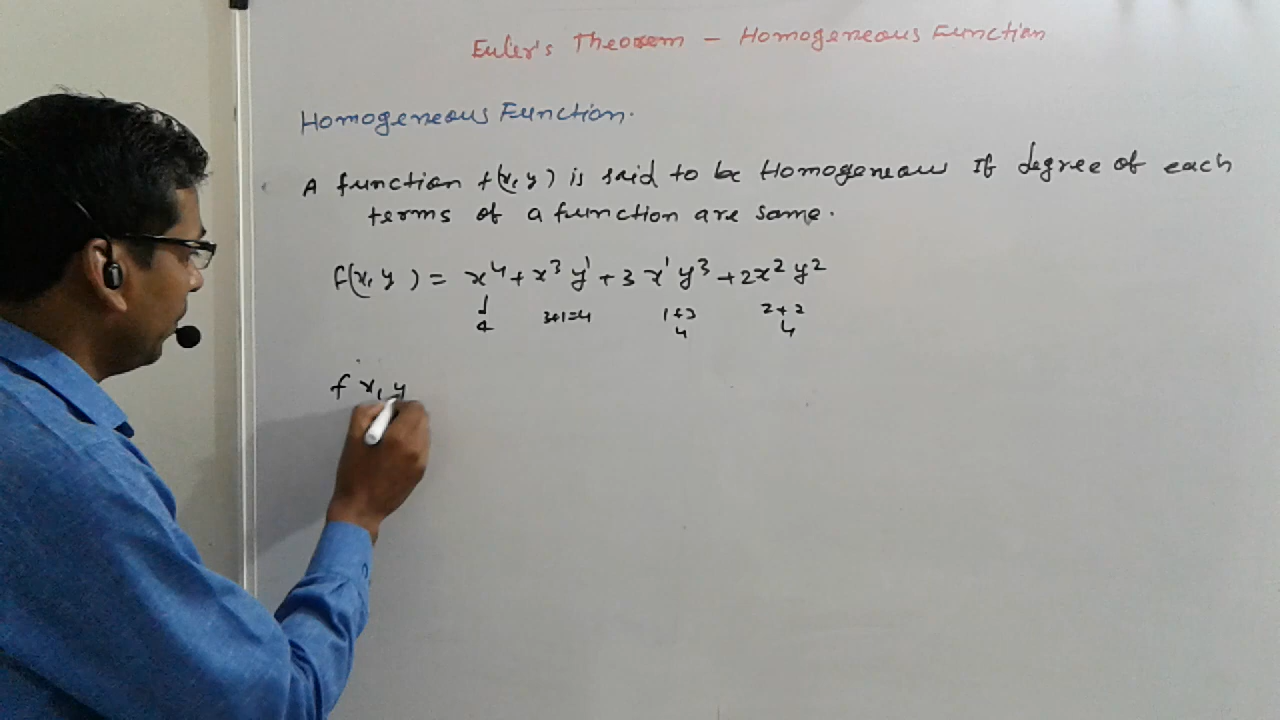 Euler's Theorem - Homogeneous Function
Homogeneous Function.
A function f(x, y) is said to be Homogeneous If degree of each
terms of a function are same.
f(x, y) = x⁴ + x³ y¹ + 3 x¹ y³ + 2x² y²
4 3+1=4 1+3 2+2
4 4
f x, y